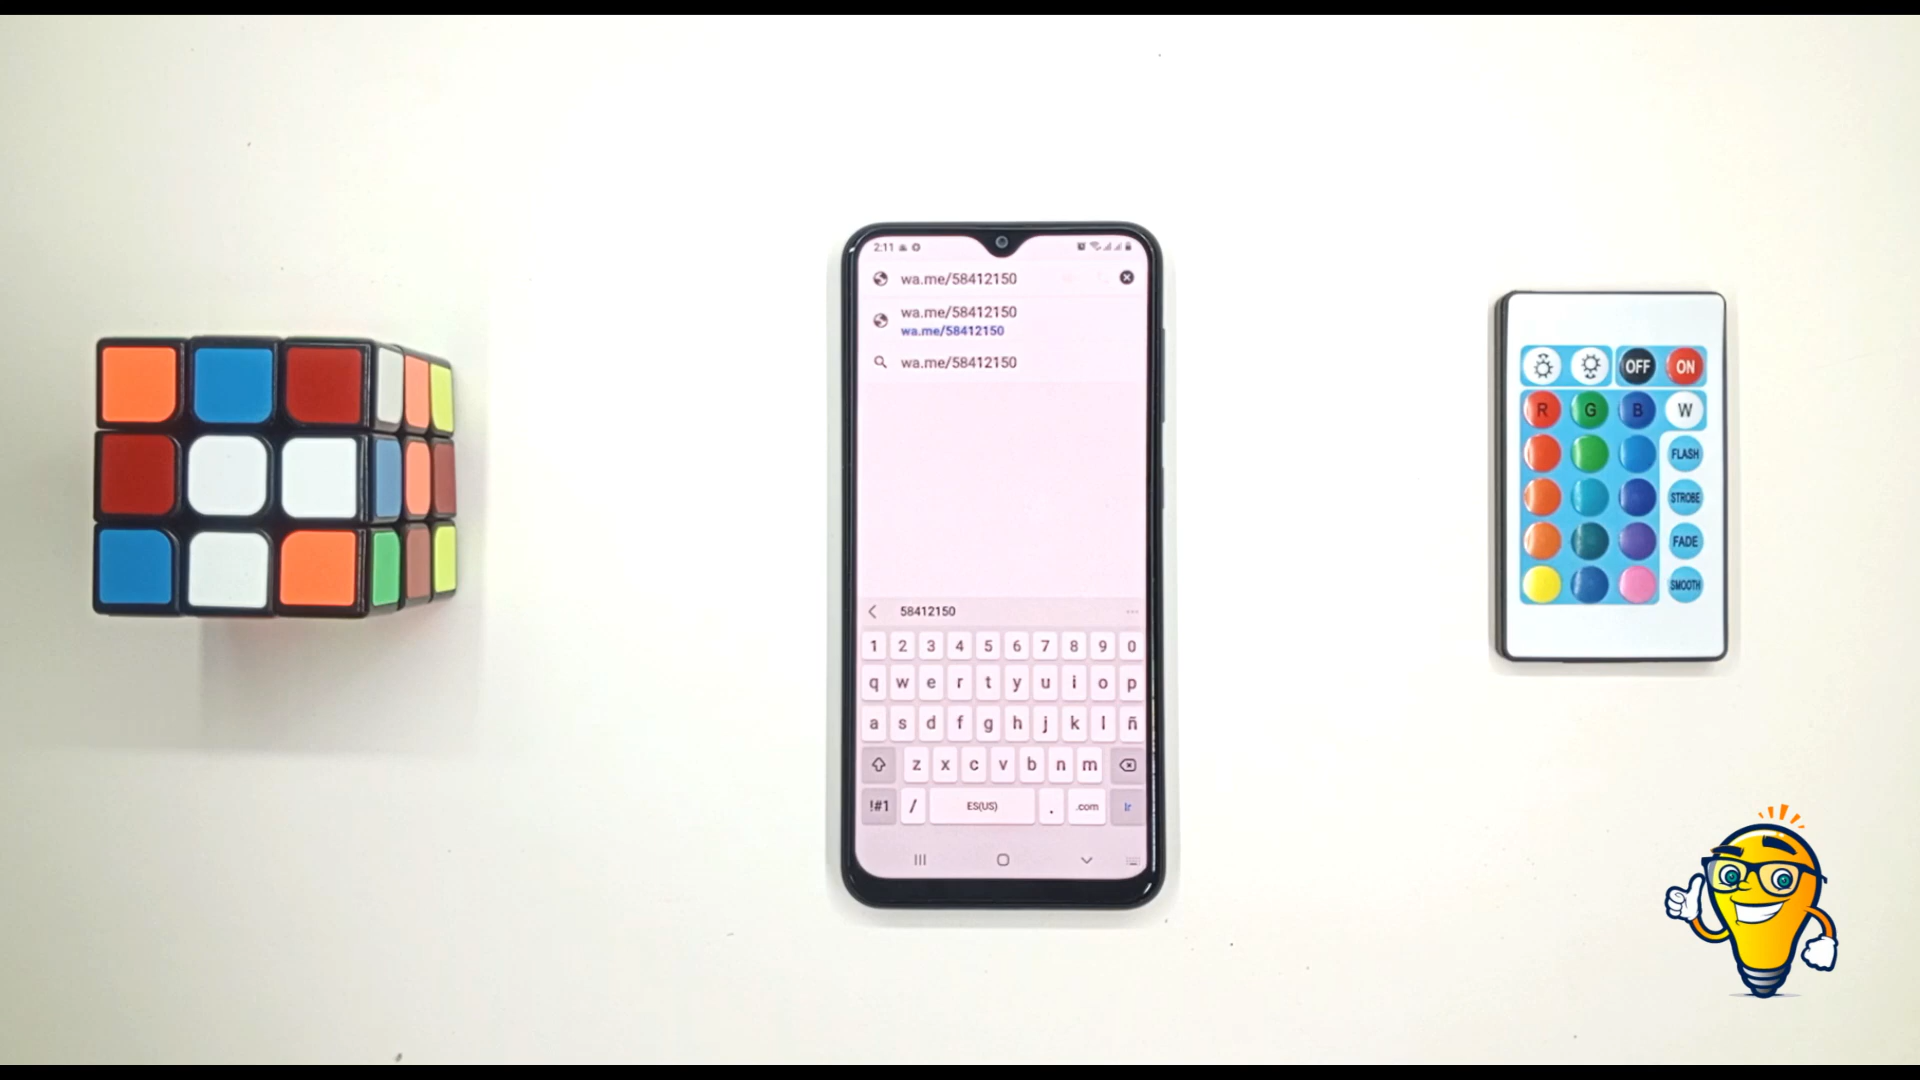 2:11
wa.me/58412150
wa.me/58412150
wa.me/58412150
wa.me/58412150
58412150
1 2 3 4 5 6 7 8 9 0
q w e r t y u i o p
a s d f g h j k l ñ
z x c v b n m
!#1 / ES(US) . .com Ir
OFF ON
R G B W
FLASH
STROBE
FADE
SMOOTH